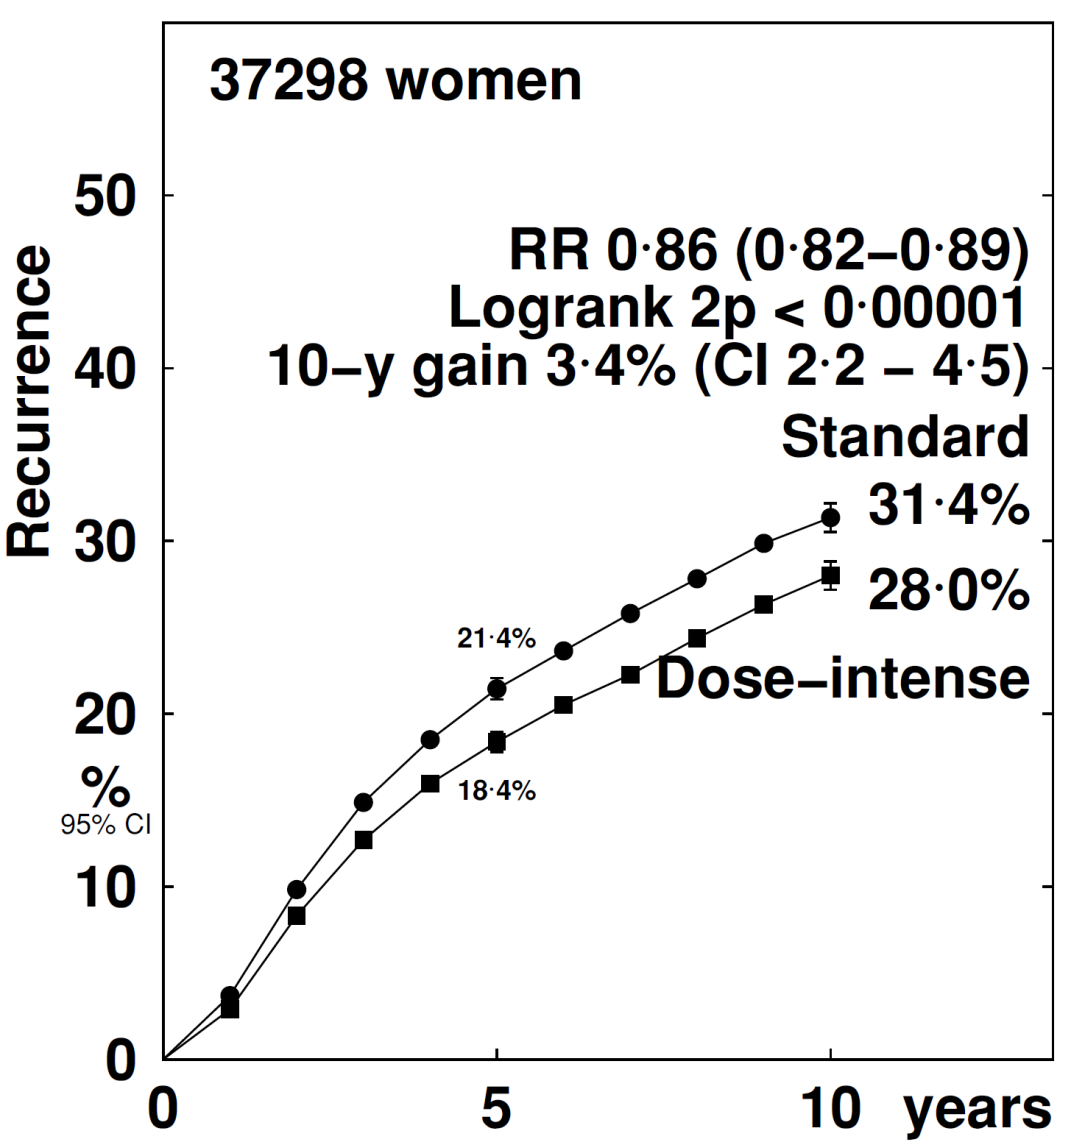 37298 women
50
RR 0·86 (0·82–0·89)
Logrank 2p < 0·00001
10–y gain 3·4% (CI 2·2 – 4·5)
40
Standard
31·4%
30
28·0%
21·4%
Dose–intense
20
18·4%
%
95% CI
10
0
Recurrence
0
5
10
years